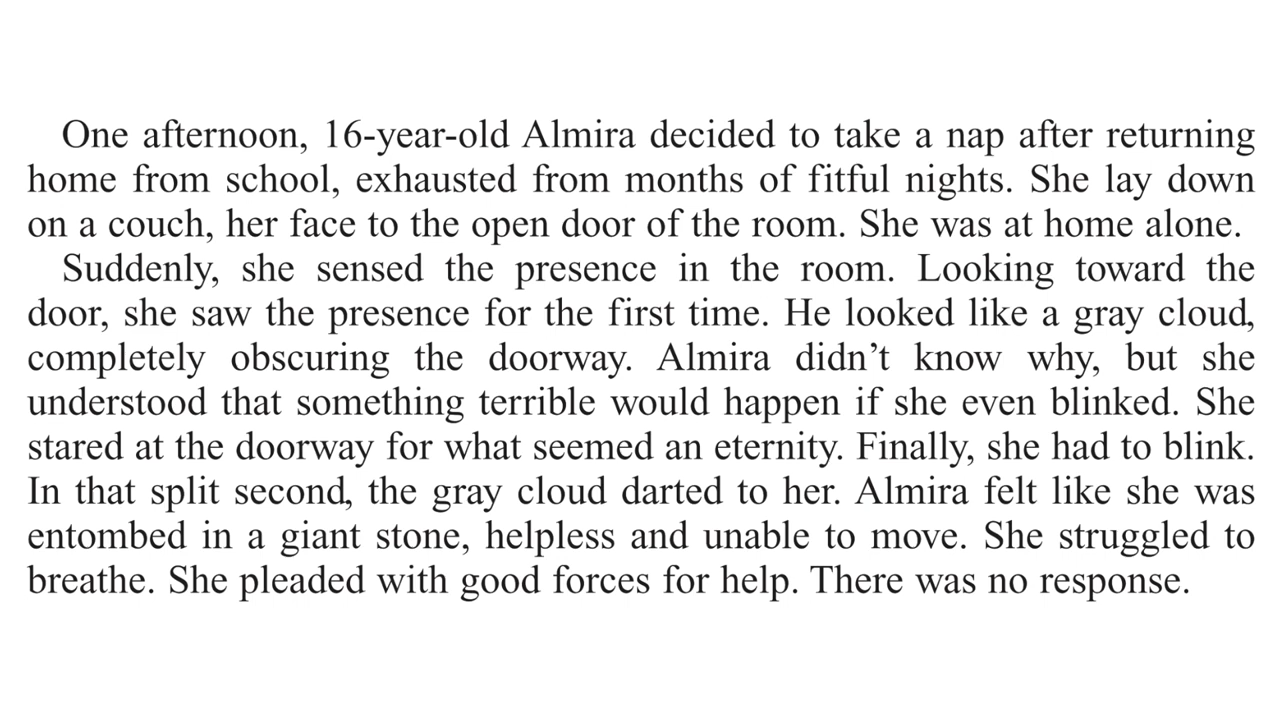 One afternoon, 16-year-old Almira decided to take a nap after returning
home from school, exhausted from months of fitful nights. She lay down
on a couch, her face to the open door of the room. She was at home alone.
Suddenly, she sensed the presence in the room. Looking toward the
door, she saw the presence for the first time. He looked like a gray cloud,
completely obscuring the doorway. Almira didn’t know why, but she
understood that something terrible would happen if she even blinked. She
stared at the doorway for what seemed an eternity. Finally, she had to blink.
In that split second, the gray cloud darted to her. Almira felt like she was
entombed in a giant stone, helpless and unable to move. She struggled to
breathe. She pleaded with good forces for help. There was no response.